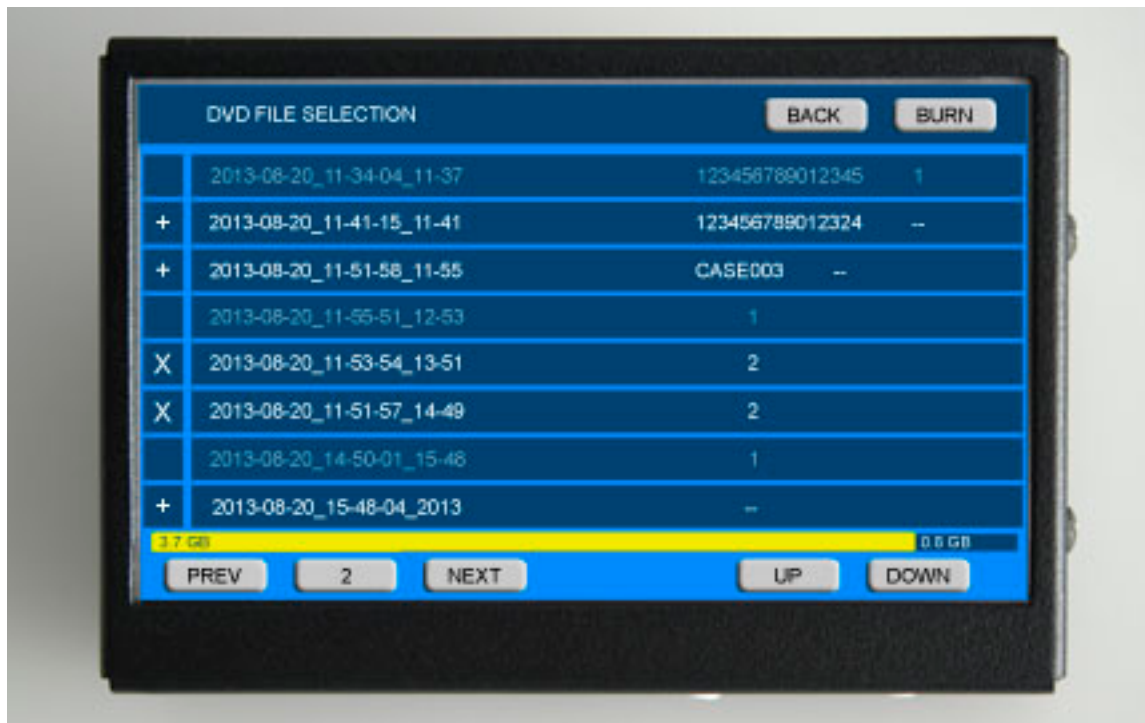 DVD FILE SELECTION BACK BURN
2013-08-20_11-34-04_11-37 123456789012345 1
+ 2013-08-20_11-41-15_11-41 123456789012324 --
+ 2013-08-20_11-51-58_11-55 CASE003 --
2013-08-20_11-55-51_12-53 1
X 2013-08-20_11-53-54_13-51 2
X 2013-08-20_11-51-57_14-49 2
2013-08-20_14-50-01_15-48 1
+ 2013-08-20_15-48-04_2013 --
3.7 GB 0.6 GB
PREV 2 NEXT UP DOWN